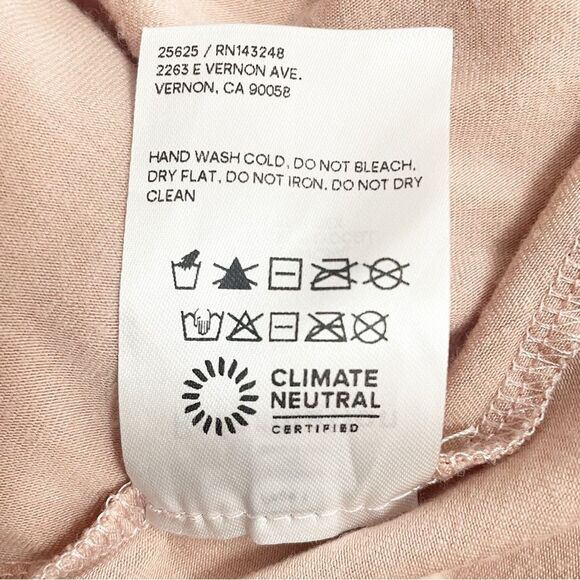 25625 / RN143248
2263 E VERNON AVE.
VERNON, CA 90058
HAND WASH COLD, DO NOT BLEACH,
DRY FLAT, DO NOT IRON, DO NOT DRY
CLEAN
CLIMATE
NEUTRAL
CERTIFIED